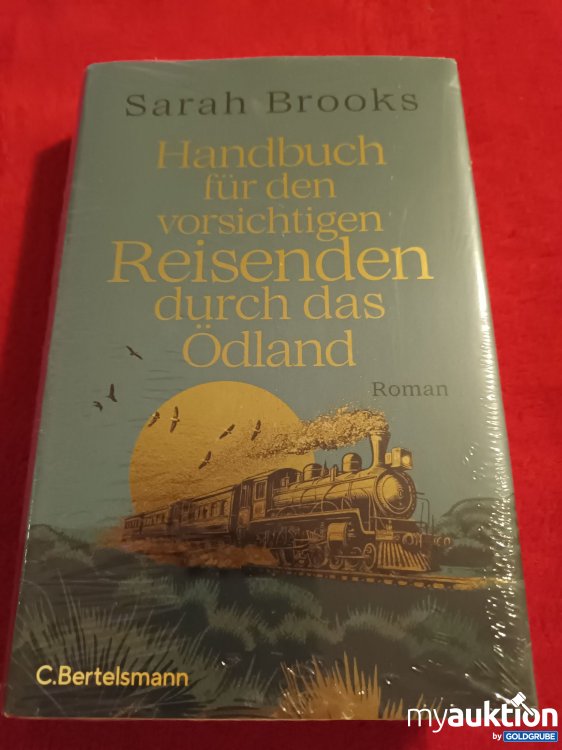 Sarah Brooks
Handbuch
für den
vorsichtigen
Reisenden
durch das
Ödland
Roman
C.Bertelsmann
myauktion
by GOLDGRUBE